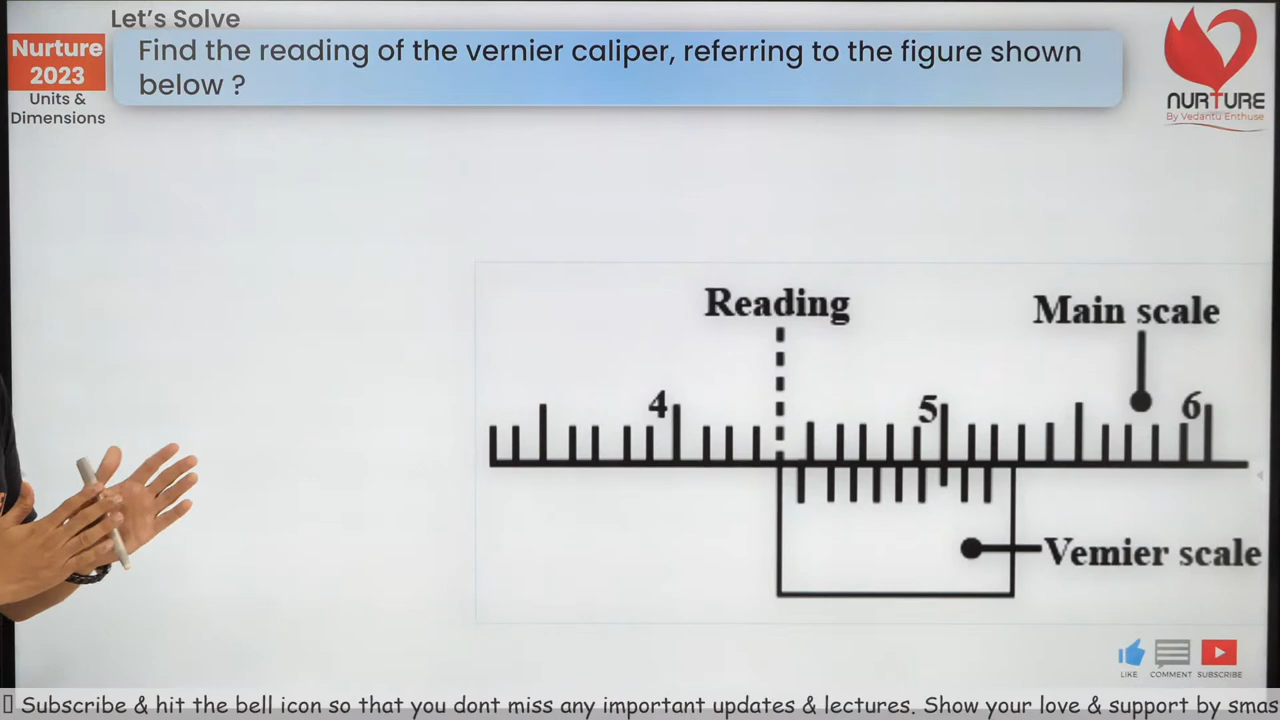 Let's Solve
Nurture
2023
Units &
Dimensions
Find the reading of the vernier caliper, referring to the figure shown
below ?
NURTURE
By Vedantu Enthuse
Reading
Main scale
4
5
6
Vemier scale
LIKE COMMENT SUBSCRIBE
Subscribe & hit the bell icon so that you dont miss any important updates & lectures. Show your love & support by smas